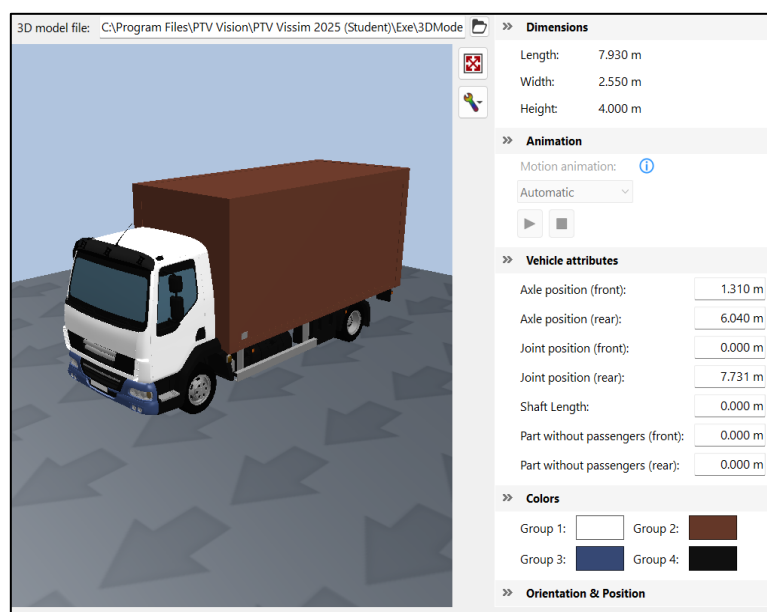 3D model file: C:\Program Files\PTV Vision\PTV Vissim 2025 (Student)\Exe\3DMode
Dimensions
Length: 7.930 m
Width: 2.550 m
Height: 4.000 m
Animation
Motion animation:
Automatic
Vehicle attributes
Axle position (front): 1.310 m
Axle position (rear): 6.040 m
Joint position (front): 0.000 m
Joint position (rear): 7.731 m
Shaft Length: 0.000 m
Part without passengers (front): 0.000 m
Part without passengers (rear): 0.000 m
Colors
Group 1: Group 2:
Group 3: Group 4:
Orientation & Position